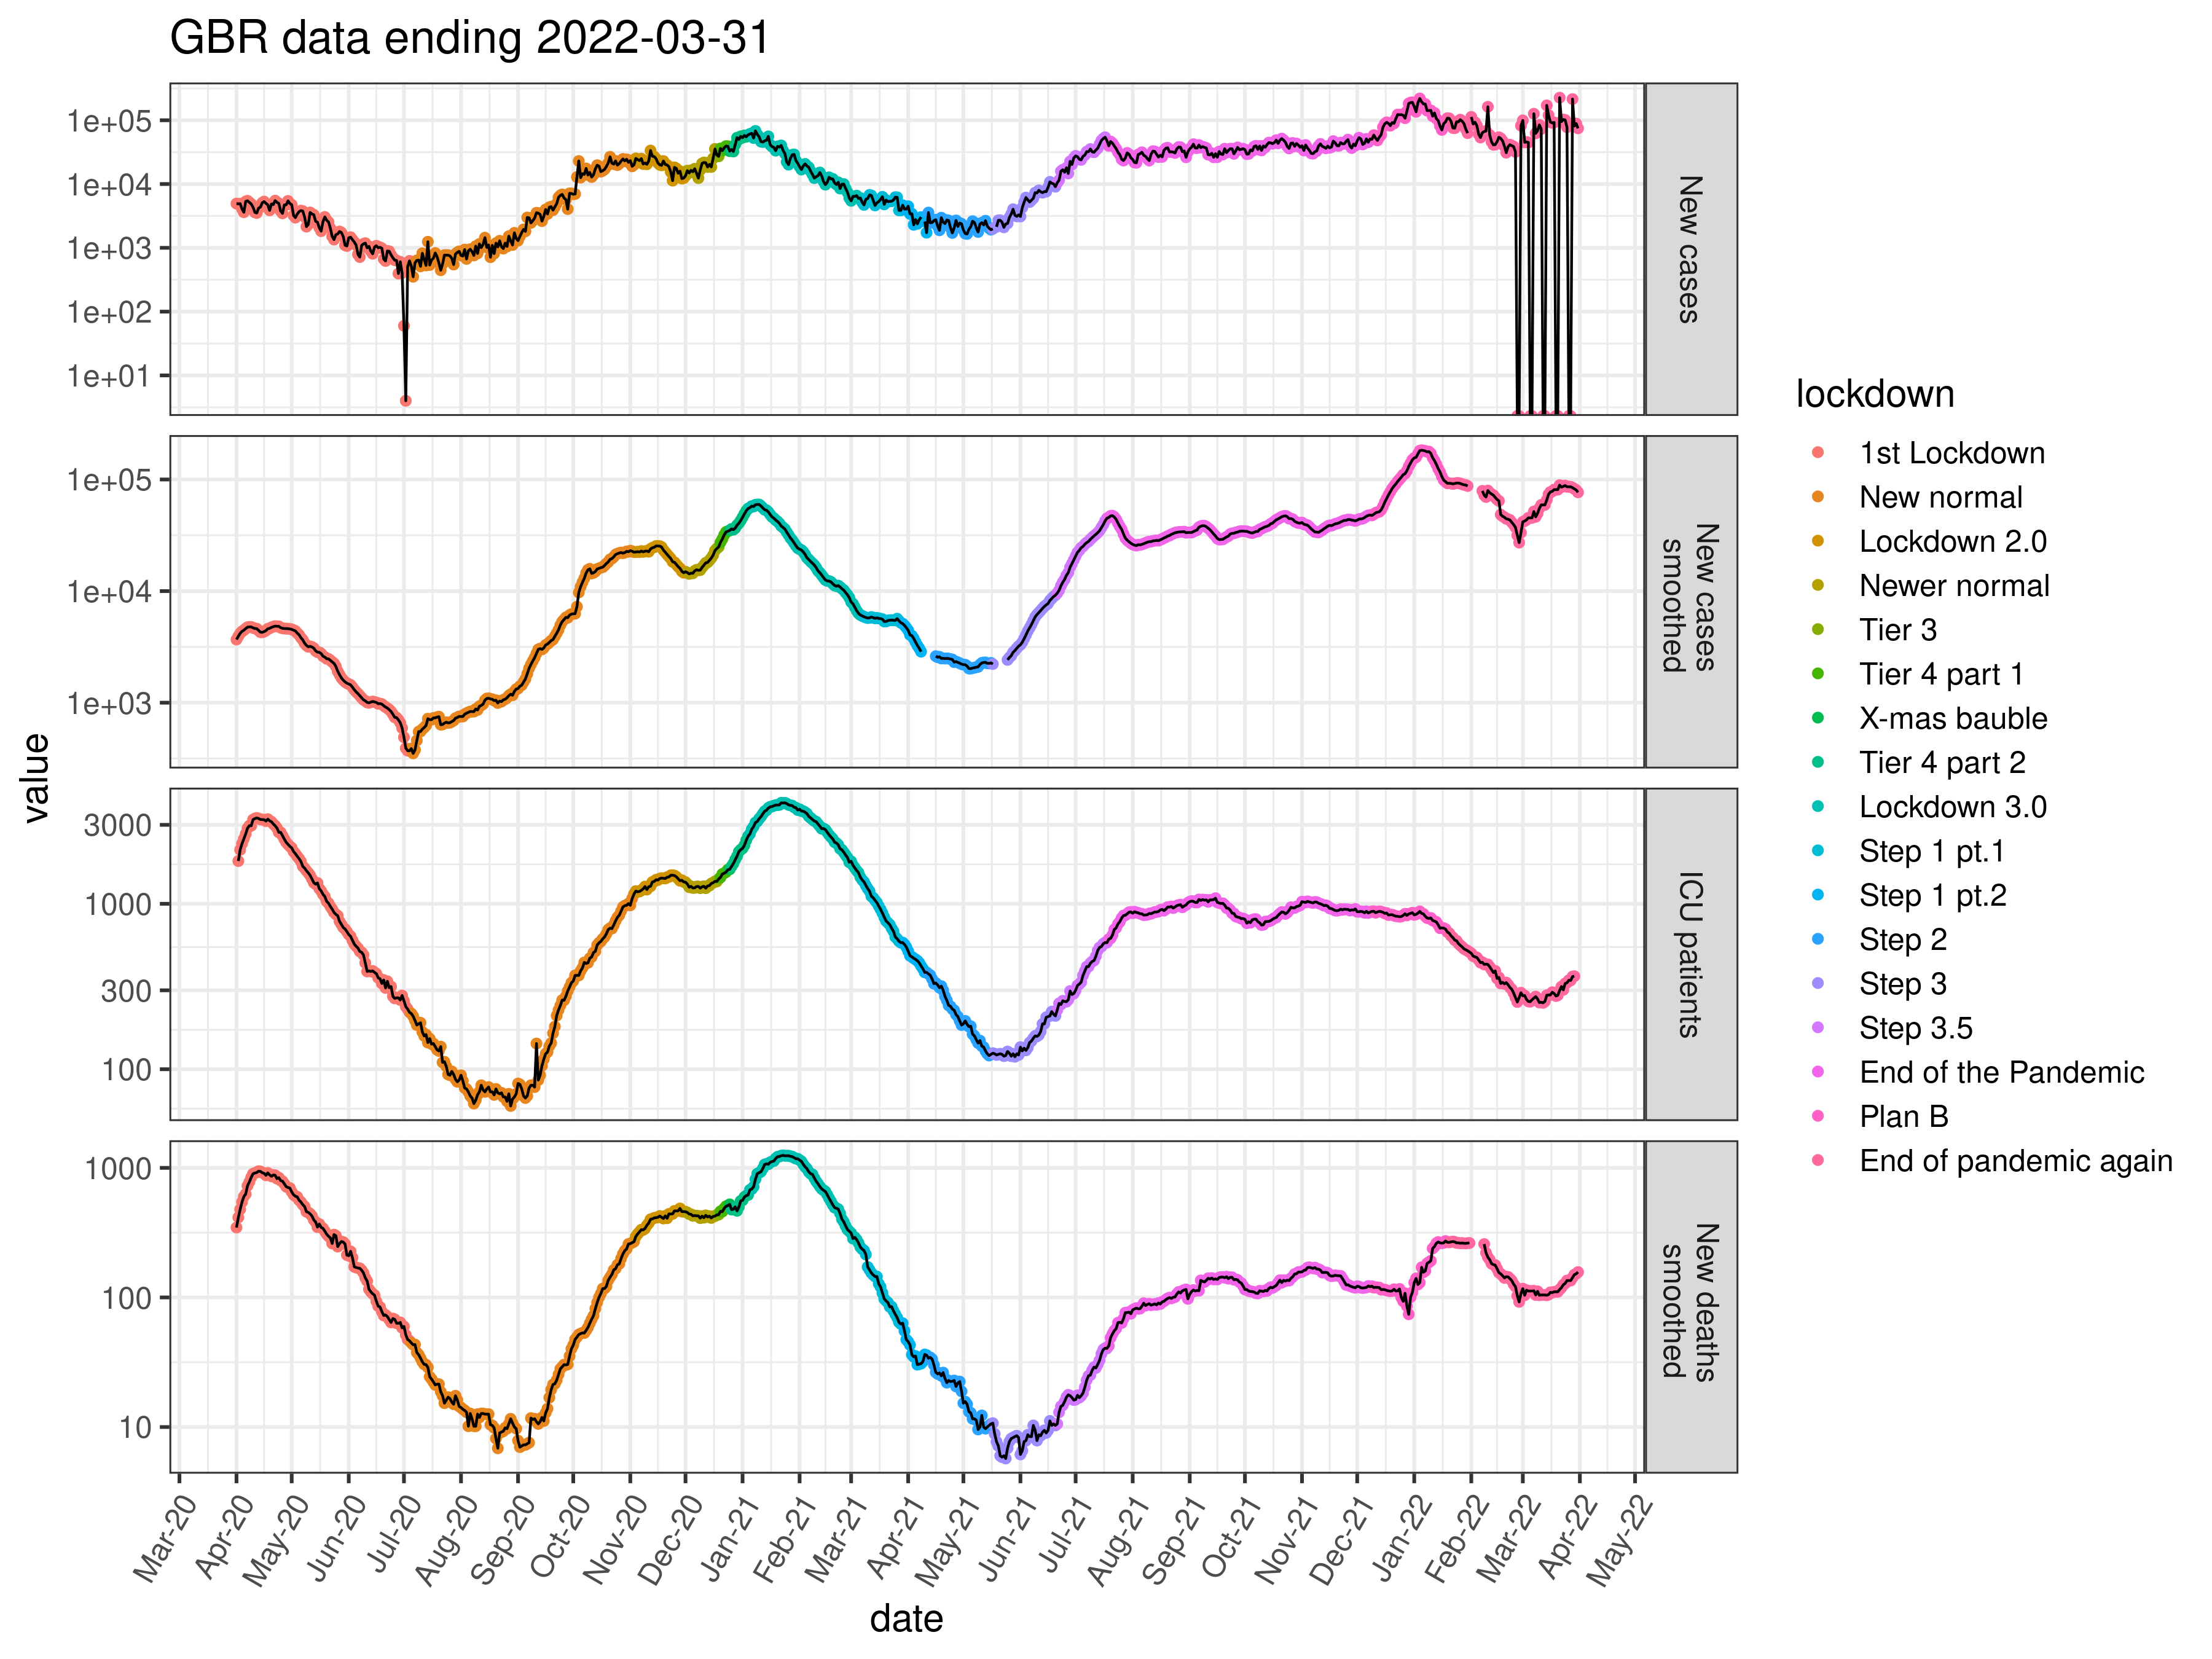 GBR data ending 2022-03-31
1e+05
1e+04
1e+03
1e+02
1e+01
New cases
1e+05
1e+04
1e+03
New cases
smoothed
3000
1000
300
100
ICU patients
1000
100
10
New deaths
smoothed
value
Mar-20
Apr-20
May-20
Jun-20
Jul-20
Aug-20
Sep-20
Oct-20
Nov-20
Dec-20
Jan-21
Feb-21
Mar-21
Apr-21
May-21
Jun-21
Jul-21
Aug-21
Sep-21
Oct-21
Nov-21
Dec-21
Jan-22
Feb-22
Mar-22
Apr-22
May-22
date
lockdown
1st Lockdown
New normal
Lockdown 2.0
Newer normal
Tier 3
Tier 4 part 1
X-mas bauble
Tier 4 part 2
Lockdown 3.0
Step 1 pt.1
Step 1 pt.2
Step 2
Step 3
Step 3.5
End of the Pandemic
Plan B
End of pandemic again